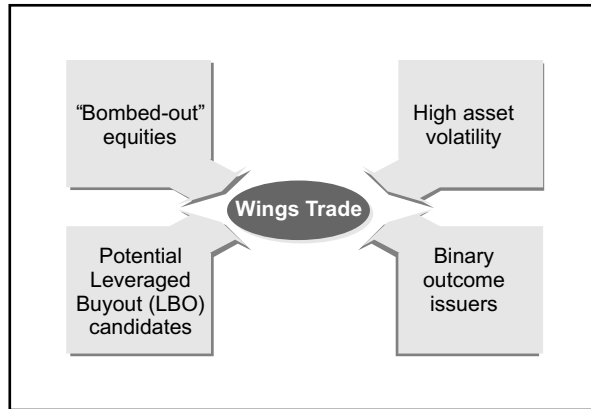 “Bombed-out”
equities
High asset
volatility
Wings Trade
Potential
Leveraged
Buyout (LBO)
candidates
Binary
outcome
issuers